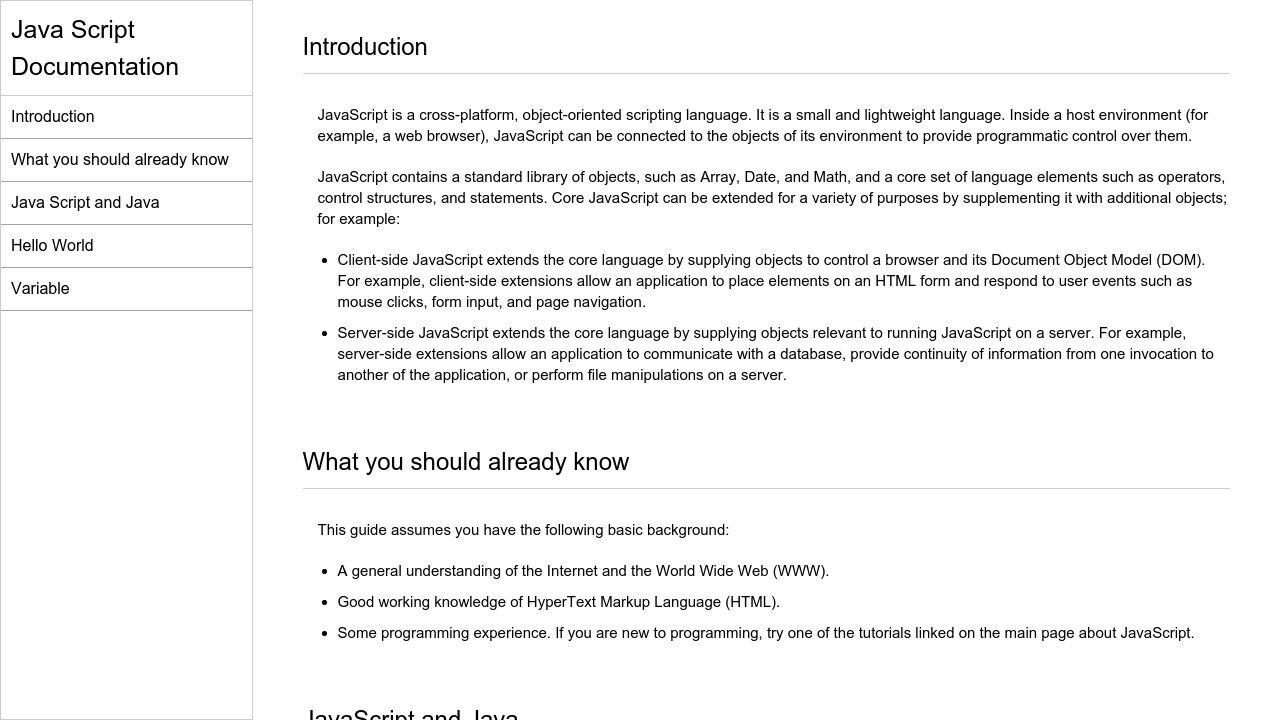 Java Script
Documentation
Introduction
What you should already know
Java Script and Java
Hello World
Variable
Introduction
JavaScript is a cross-platform, object-oriented scripting language. It is a small and lightweight language. Inside a host environment (for
example, a web browser), JavaScript can be connected to the objects of its environment to provide programmatic control over them.
JavaScript contains a standard library of objects, such as Array, Date, and Math, and a core set of language elements such as operators,
control structures, and statements. Core JavaScript can be extended for a variety of purposes by supplementing it with additional objects;
for example:
• Client-side JavaScript extends the core language by supplying objects to control a browser and its Document Object Model (DOM).
For example, client-side extensions allow an application to place elements on an HTML form and respond to user events such as
mouse clicks, form input, and page navigation.
• Server-side JavaScript extends the core language by supplying objects relevant to running JavaScript on a server. For example,
server-side extensions allow an application to communicate with a database, provide continuity of information from one invocation to
another of the application, or perform file manipulations on a server.
What you should already know
This guide assumes you have the following basic background:
• A general understanding of the Internet and the World Wide Web (WWW).
• Good working knowledge of HyperText Markup Language (HTML).
• Some programming experience. If you are new to programming, try one of the tutorials linked on the main page about JavaScript.
JavaScript and Java